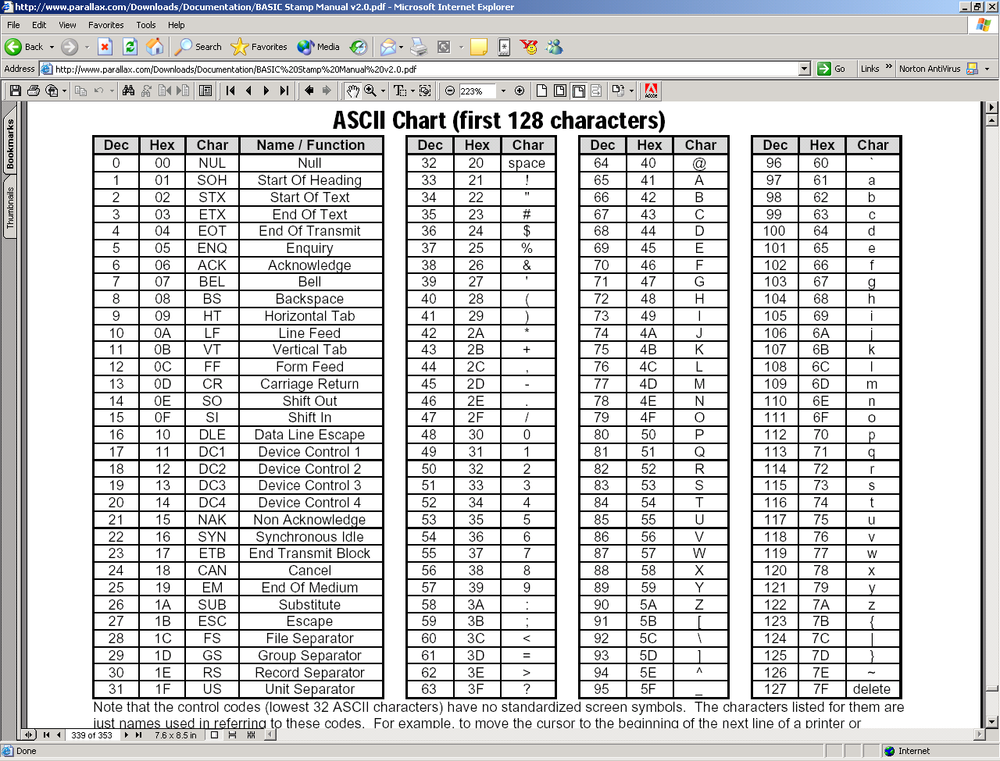 http://www.parallax.com/Downloads/Documentation/BASIC Stamp Manual v2.0.pdf - Microsoft Internet Explorer
File Edit View Favorites Tools Help
Back Search Favorites Media
Address http://www.parallax.com/Downloads/Documentation/BASIC%20Stamp%20Manual%20v2.0.pdf Go Links » Norton AntiVirus
223%
Adobe
Bookmarks
Thumbnails
ASCII Chart (first 128 characters)
Dec Hex Char Name / Function Dec Hex Char Dec Hex Char Dec Hex Char
0 00 NUL Null 32 20 space 64 40 @ 96 60 `
1 01 SOH Start Of Heading 33 21 ! 65 41 A 97 61 a
2 02 STX Start Of Text 34 22 " 66 42 B 98 62 b
3 03 ETX End Of Text 35 23 # 67 43 C 99 63 c
4 04 EOT End Of Transmit 36 24 $ 68 44 D 100 64 d
5 05 ENQ Enquiry 37 25 % 69 45 E 101 65 e
6 06 ACK Acknowledge 38 26 & 70 46 F 102 66 f
7 07 BEL Bell 39 27 ' 71 47 G 103 67 g
8 08 BS Backspace 40 28 ( 72 48 H 104 68 h
9 09 HT Horizontal Tab 41 29 ) 73 49 I 105 69 i
10 0A LF Line Feed 42 2A * 74 4A J 106 6A j
11 0B VT Vertical Tab 43 2B + 75 4B K 107 6B k
12 0C FF Form Feed 44 2C , 76 4C L 108 6C l
13 0D CR Carriage Return 45 2D - 77 4D M 109 6D m
14 0E SO Shift Out 46 2E . 78 4E N 110 6E n
15 0F SI Shift In 47 2F / 79 4F O 111 6F o
16 10 DLE Data Line Escape 48 30 0 80 50 P 112 70 p
17 11 DC1 Device Control 1 49 31 1 81 51 Q 113 71 q
18 12 DC2 Device Control 2 50 32 2 82 52 R 114 72 r
19 13 DC3 Device Control 3 51 33 3 83 53 S 115 73 s
20 14 DC4 Device Control 4 52 34 4 84 54 T 116 74 t
21 15 NAK Non Acknowledge 53 35 5 85 55 U 117 75 u
22 16 SYN Synchronous Idle 54 36 6 86 56 V 118 76 v
23 17 ETB End Transmit Block 55 37 7 87 57 W 119 77 w
24 18 CAN Cancel 56 38 8 88 58 X 120 78 x
25 19 EM End Of Medium 57 39 9 89 59 Y 121 79 y
26 1A SUB Substitute 58 3A : 90 5A Z 122 7A z
27 1B ESC Escape 59 3B ; 91 5B [ 123 7B {
28 1C FS File Separator 60 3C < 92 5C \ 124 7C |
29 1D GS Group Separator 61 3D = 93 5D ] 125 7D }
30 1E RS Record Separator 62 3E > 94 5E ^ 126 7E ~
31 1F US Unit Separator 63 3F ? 95 5F _ 127 7F delete
Note that the control codes (lowest 32 ASCII characters) have no standardized screen symbols. The characters listed for them are
just names used in referring to these codes. For example, to move the cursor to the beginning of the next line of a printer or
339 of 353 7.6 x 8.5 in
Done Internet